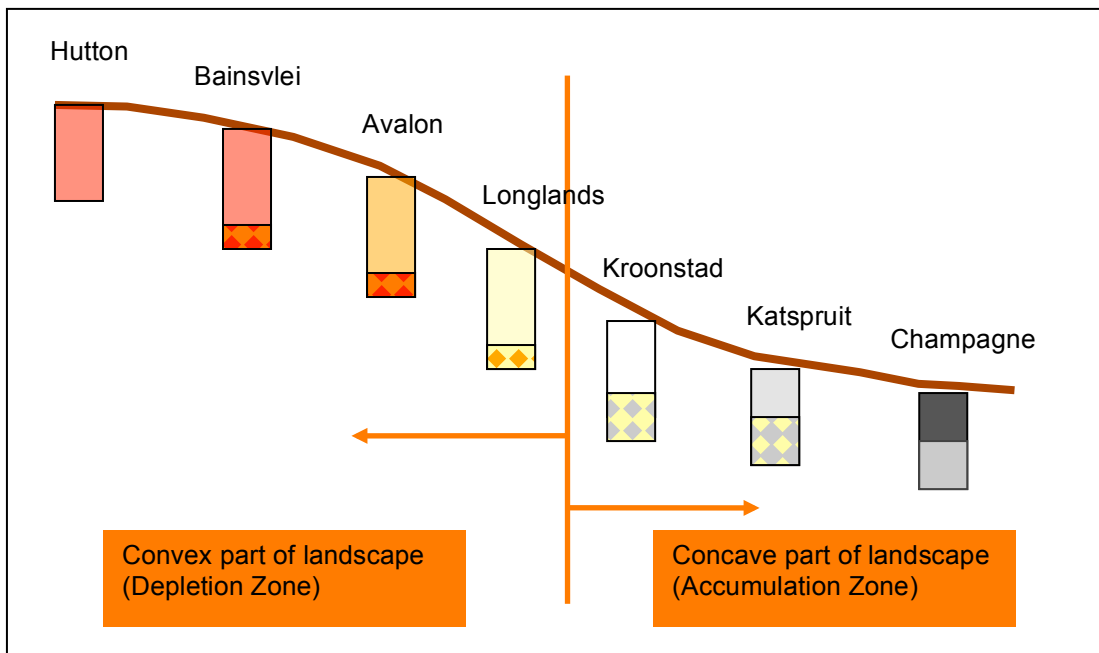 Hutton
Bainsvlei
Avalon
Longlands
Kroonstad
Katspruit
Champagne
Convex part of landscape
(Depletion Zone)
Concave part of landscape
(Accumulation Zone)